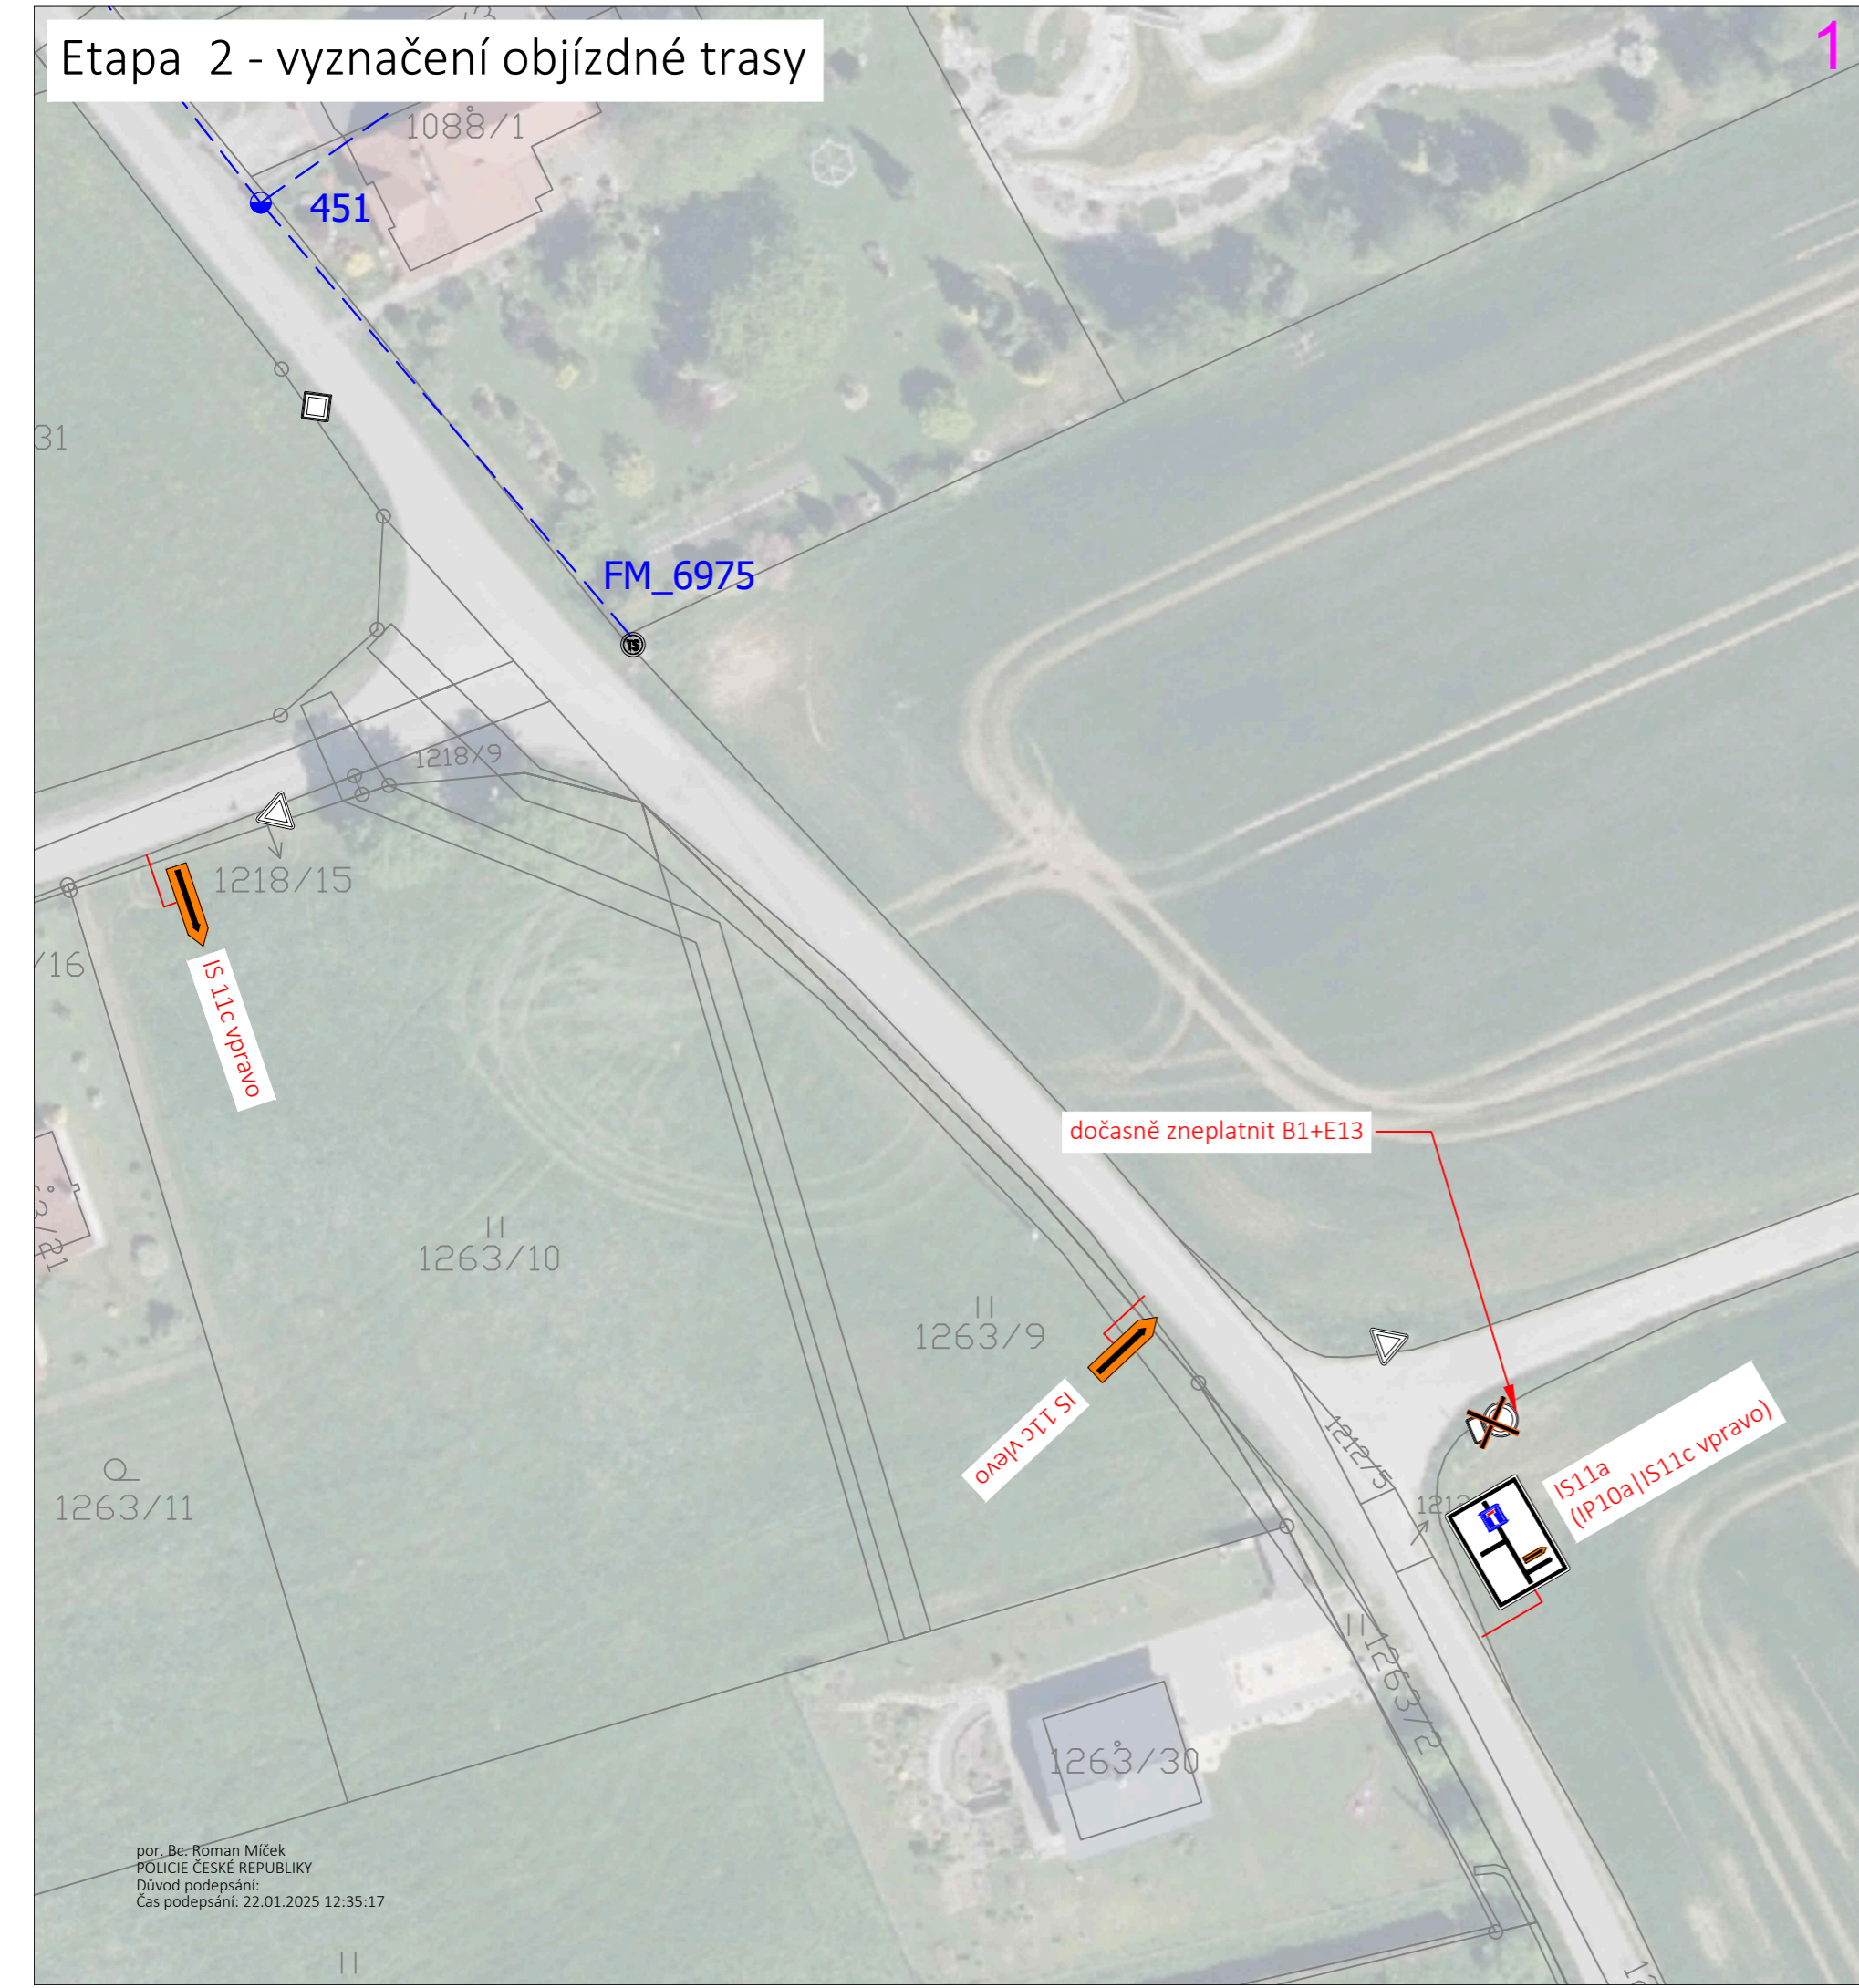 Etapa 2 - vyznačení objízdné trasy
1
1088/1
451
31
FM_6975
1218/9
1218/15
/16
IS 11c vpravo
dočasně zneplatnit B1+E13
1263/10
1263/9
IS 11c vlevo
1212/5
IS11a
(IP10a|IS11c vpravo)
1263/11
1263/2
1263/30
por. Bc. Roman Míček
POLICIE ČESKÉ REPUBLIKY
Důvod podepsání:
Čas podepsání: 22.01.2025 12:35:17